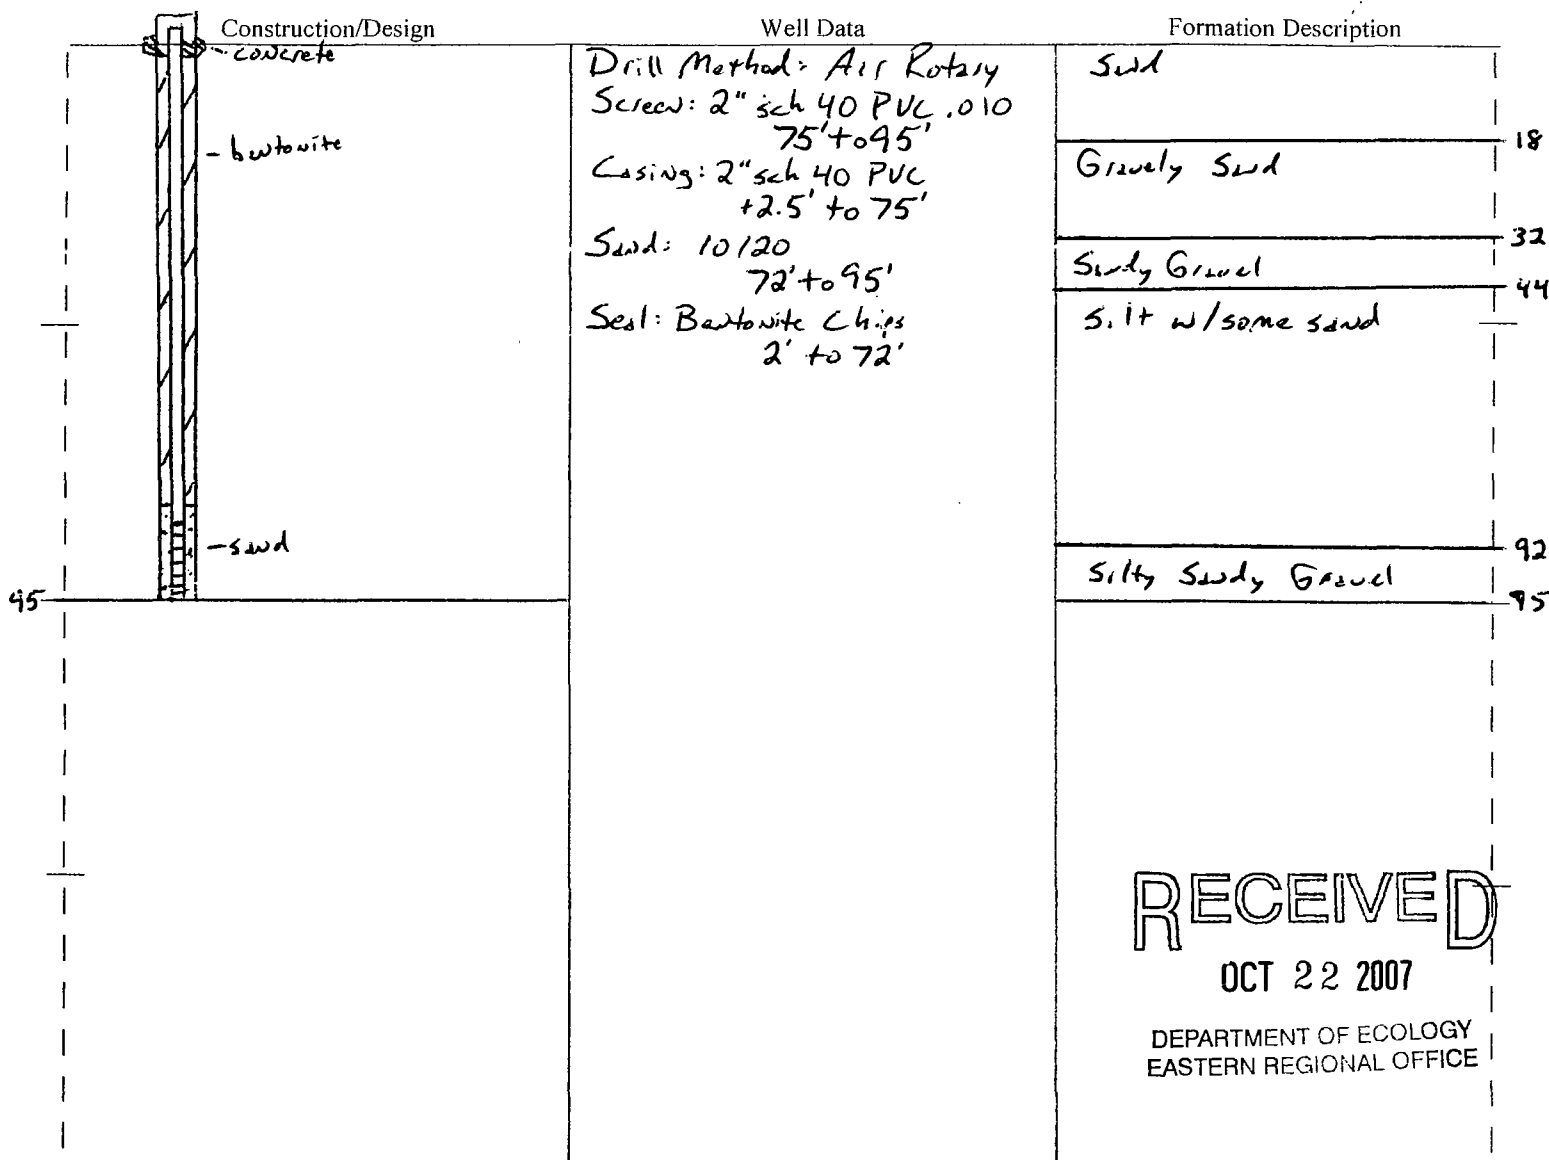 Construction/Design
concrete
bentonite
sand
95
Well Data
Drill Method: Air Rotary
Screen: 2" sch 40 PVC .010
75' to 95'
Casing: 2" sch 40 PVC
+2.5' to 75'
Sand: 10/20
72' to 95'
Seal: Bentonite Chips
2' to 72'
Formation Description
Sand
18
Gravely Sand
32
Sandy Gravel
44
Silt w/some sand
92
Silty Sandy Gravel
95
RECEIVED
OCT 22 2007
DEPARTMENT OF ECOLOGY
EASTERN REGIONAL OFFICE